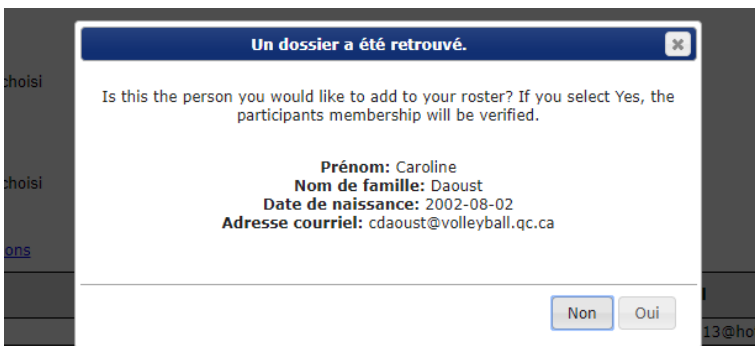 Un dossier a été retrouvé.
choisi
Is this the person you would like to add to your roster? If you select Yes, the
participants membership will be verified.
Prénom: Caroline
choisi
Nom de famille: Daoust
Date de naissance: 2002-08-02
Adresse courriel: cdaoust@volleyball.qc.ca
ons
Non Oui
13@ho